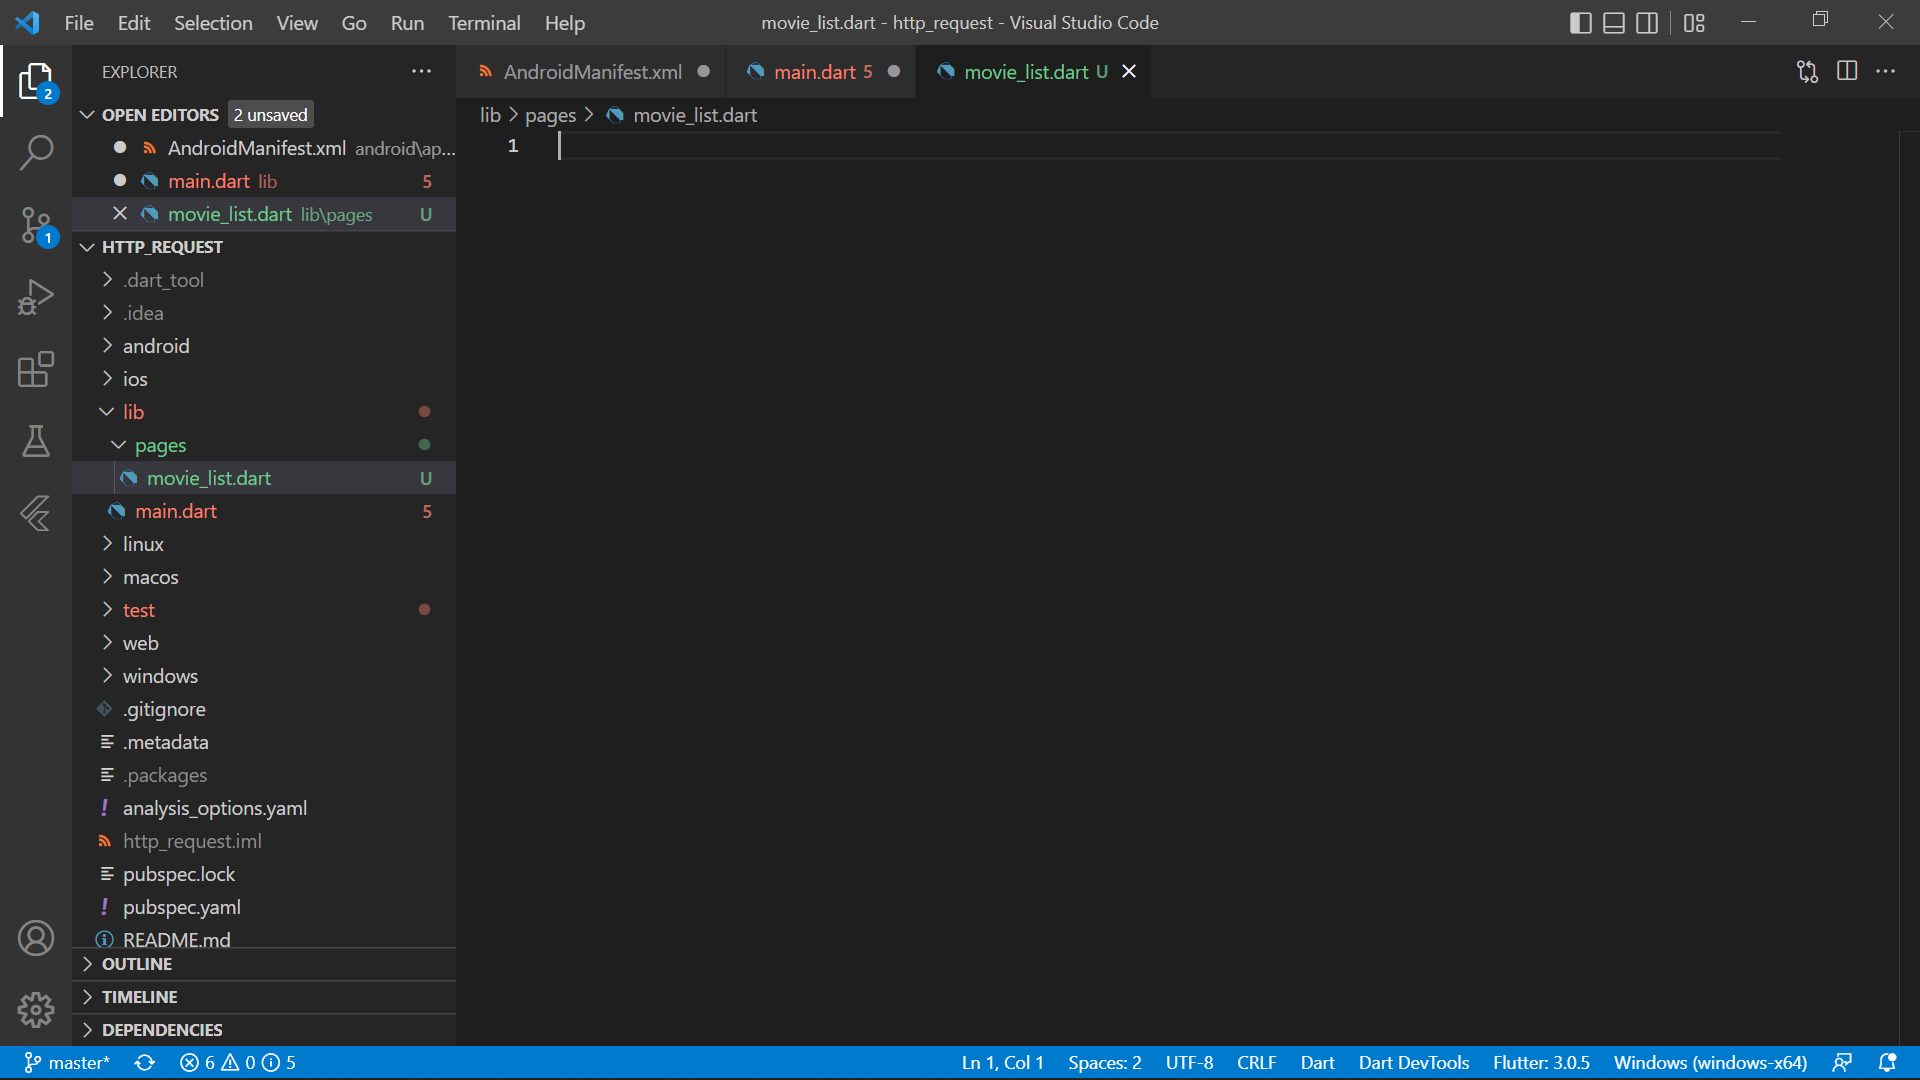 File Edit Selection View Go Run Terminal Help movie_list.dart - http_request - Visual Studio Code
EXPLORER
AndroidManifest.xml main.dart 5 movie_list.dart U
2
OPEN EDITORS 2 unsaved
lib pages movie_list.dart
AndroidManifest.xml android\ap...
1
main.dart lib 5
movie_list.dart lib\pages U
1
HTTP_REQUEST
.dart_tool
.idea
android
ios
lib
pages
movie_list.dart U
main.dart 5
linux
macos
test
web
windows
.gitignore
.metadata
.packages
! analysis_options.yaml
http_request.iml
pubspec.lock
! pubspec.yaml
README.md
OUTLINE
TIMELINE
DEPENDENCIES
master* 6 0 5 Ln 1, Col 1 Spaces: 2 UTF-8 CRLF Dart Dart DevTools Flutter: 3.0.5 Windows (windows-x64)